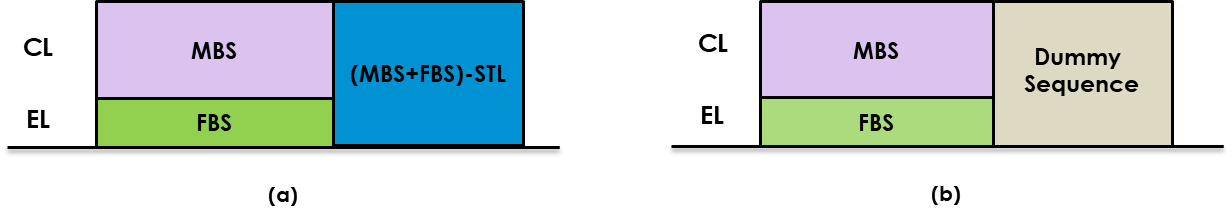 CL
MBS
(MBS+FBS)-STL
EL
FBS
(a)
CL
MBS
Dummy
Sequence
EL
FBS
(b)